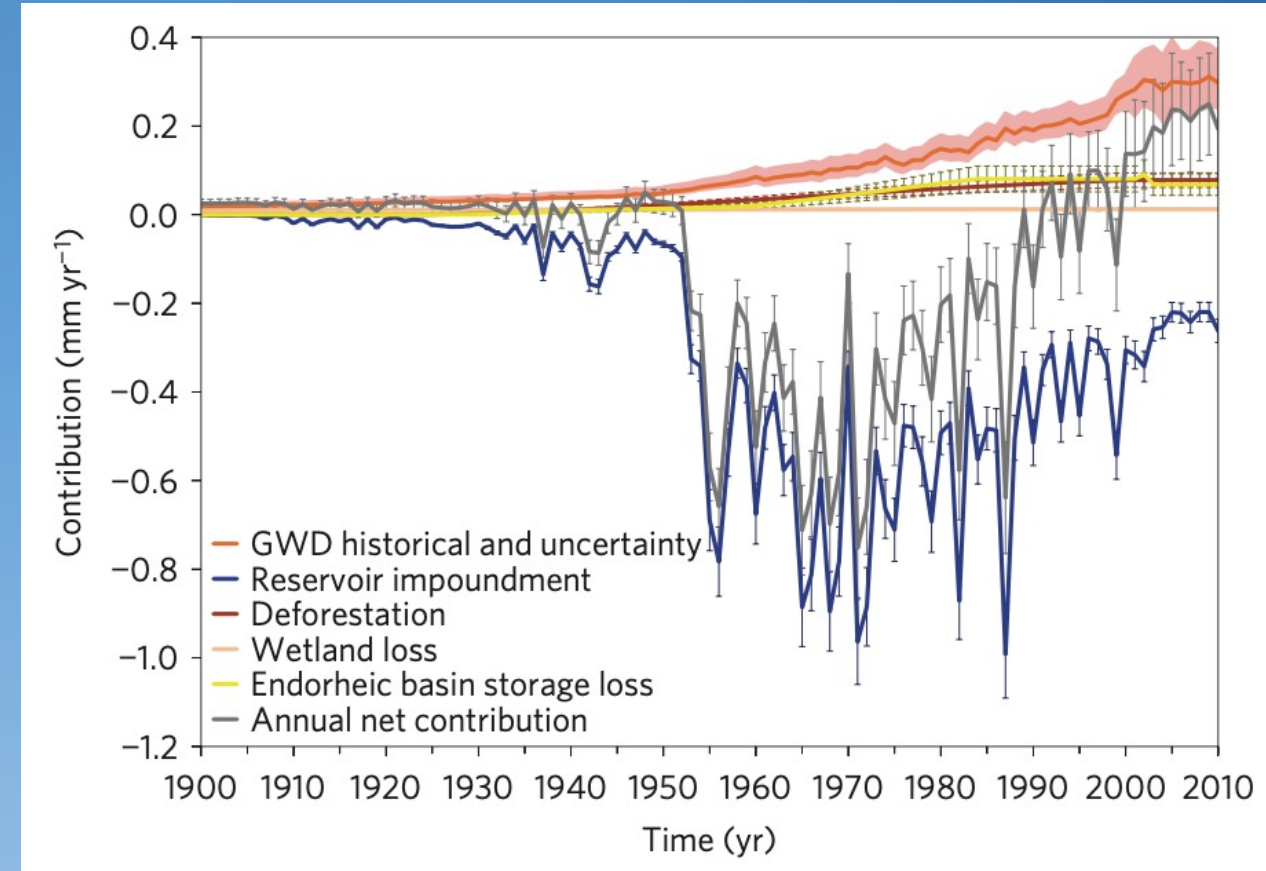 0.4
0.2
0.0
−0.2
−0.4
−0.6
−0.8
−1.0
−1.2
Contribution (mm yr⁻¹)
GWD historical and uncertainty
Reservoir impoundment
Deforestation
Wetland loss
Endorheic basin storage loss
Annual net contribution
1900 1910 1920 1930 1940 1950 1960 1970 1980 1990 2000 2010
Time (yr)